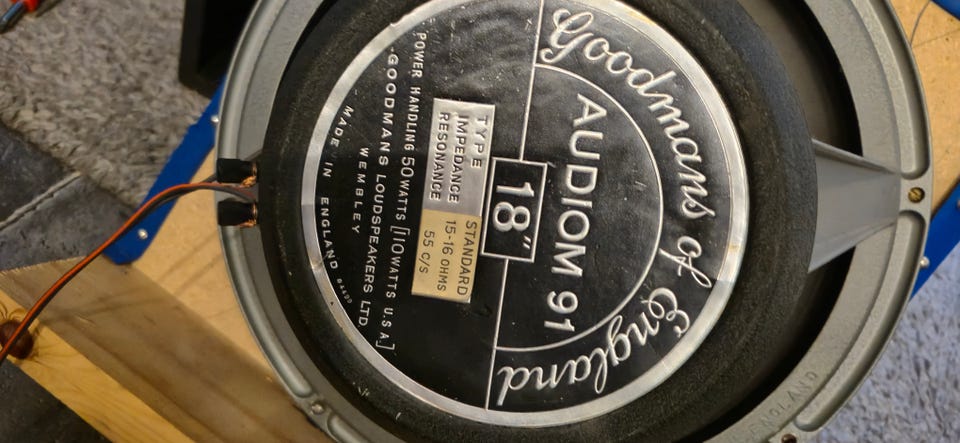 Goodmans of England
AUDIOM 91
18"
TYPE STANDARD
IMPEDANCE 15-16 OHMS
RESONANCE 55 C/S
POWER HANDLING 50 WATTS [110 WATTS U.S.A.]
GOODMANS LOUDSPEAKERS LTD.
WEMBLEY
MADE IN ENGLAND
ENGLAND